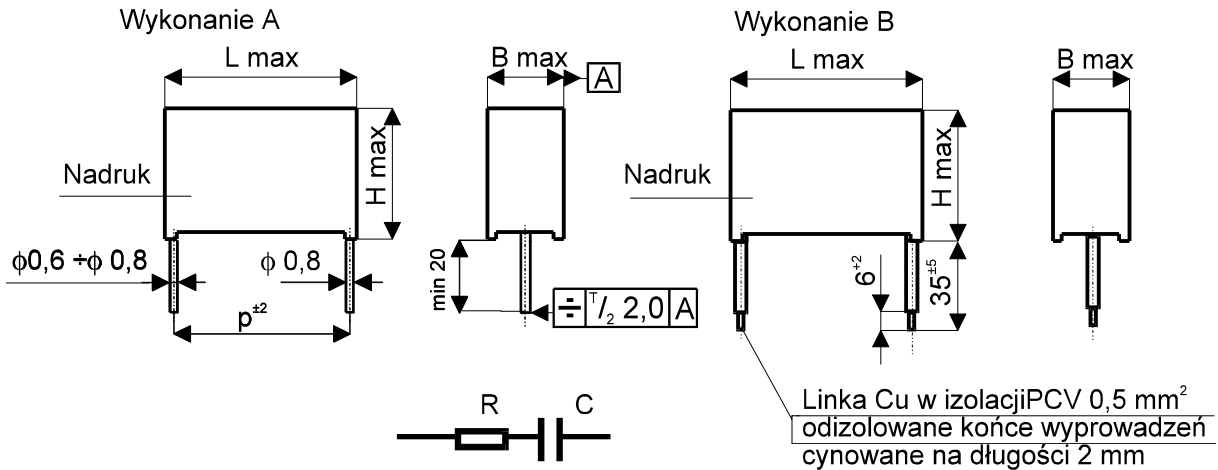 Wykonanie A
L max
B max
A
Nadruk
H max
ϕ0,6 ÷ϕ 0,8
ϕ 0,8
p±2
min 20
÷ T/2 2,0 A
Wykonanie B
L max
B max
Nadruk
H max
6+2
35±5
R
C
Linka Cu w izolacjiPCV 0,5 mm²
odizolowane końce wyprowadzeń
cynowane na długości 2 mm